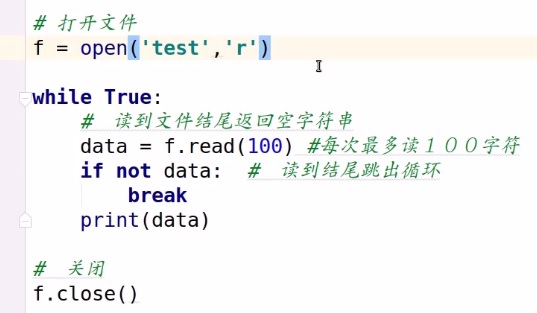 # 打开文件
f = open('test','r')
while True:
    #  读到文件结尾返回空字符串
    data = f.read(100) #每次最多读１００字符
    if not data:  #  读到结尾跳出循环
        break
    print(data)
#  关闭
f.close()